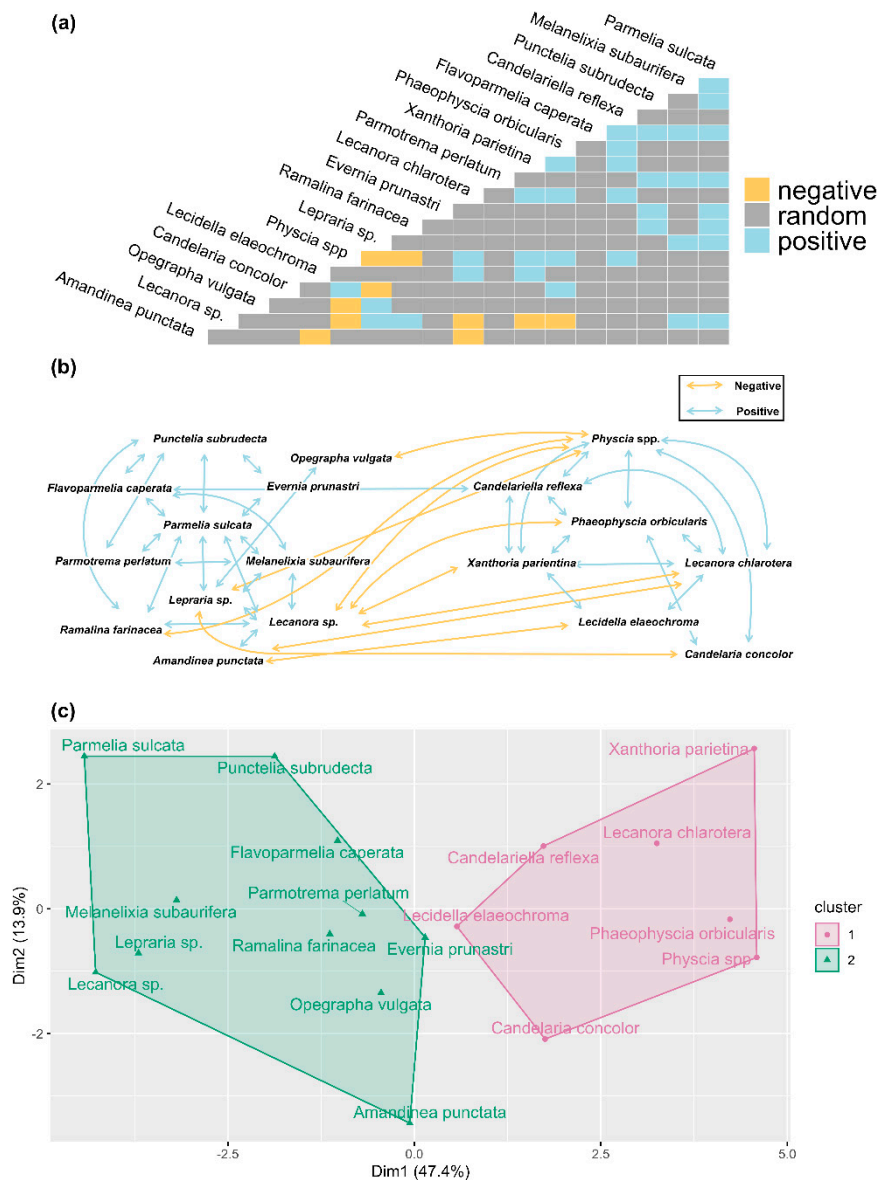 (a)
Parmelia sulcata
Melanelixia subaurifera
Punctelia subrudecta
Candelariella reflexa
Flavoparmelia caperata
Phaeophyscia orbicularis
Xanthoria parietina
Parmotrema perlatum
Lecanora chlarotera
Evernia prunastri
Ramalina farinacea
Lepraria sp.
Physcia spp
Lecidella elaeochroma
Candelaria concolor
Opegrapha vulgata
Lecanora sp.
Amandinea punctata
negative
random
positive
(b)
Negative
Positive
Punctelia subrudecta
Physcia spp.
Opegrapha vulgata
Flavoparmelia caperata
Evernia prunastri
Candelariella reflexa
Parmelia sulcata
Phaeophyscia orbicularis
Parmotrema perlatum
Melanelixia subaurifera
Xanthoria parientina
Lecanora chlarotera
Lepraria sp.
Ramalina farinacea
Lecanora sp.
Lecidella elaeochroma
Amandinea punctata
Candelaria concolor
(c)
Parmelia sulcata
Xanthoria parietina
Punctelia subrudecta
2
Lecanora chlarotera
Flavoparmelia caperata
Candelariella reflexa
Parmotrema perlatum
0
Melanelixia subaurifera
Lecidella elaeochroma
Phaeophyscia orbicularis
Lepraria sp.
Ramalina farinacea
Evernia prunastri
Physcia spp
Lecanora sp.
Opegrapha vulgata
Candelaria concolor
-2
Amandinea punctata
cluster
1
2
-2.5
0.0
2.5
5.0
Dim1 (47.4%)
Dim2 (13.9%)